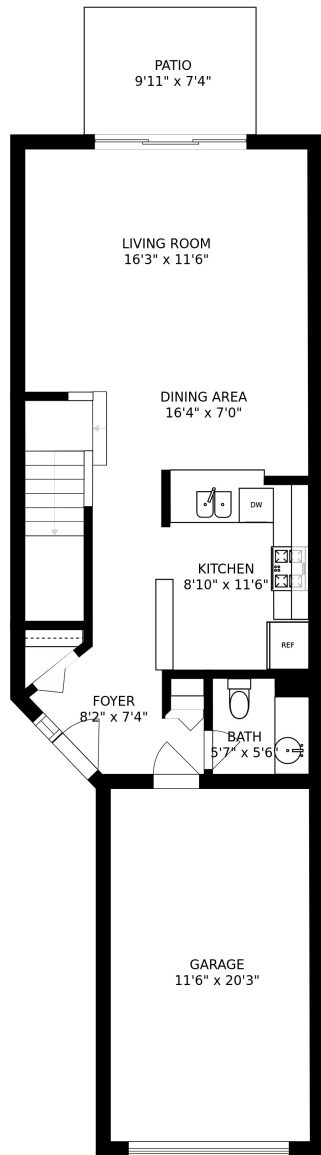 PATIO
9'11" x 7'4"
LIVING ROOM
16'3" x 11'6"
DINING AREA
16'4" x 7'0"
DW
KITCHEN
8'10" x 11'6"
REF
FOYER
8'2" x 7'4"
BATH
5'7" x 5'6"
GARAGE
11'6" x 20'3"